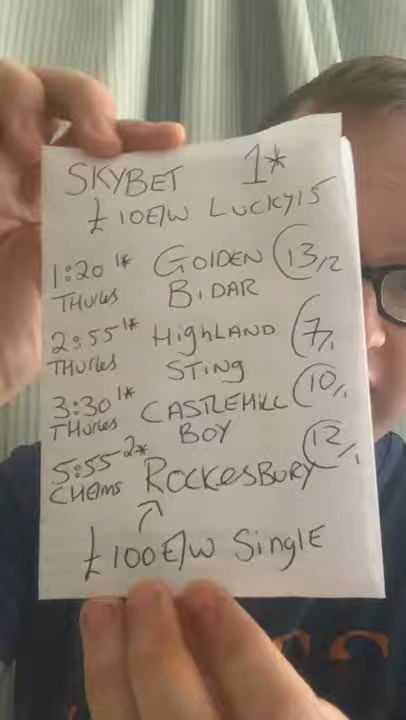 SKYBET 1*
£10E/W LUCKY15
1:20 1* GOLDEN 13/2
THURLES BIDAR
2:55 1* HIGHLAND 7/1
THURLES STING
3:30 1* CASTLEHILL 10/1
THURLES BOY
5:55 2* ROCKESBURY 12/1
CHELMS
£100E/W SINGLE